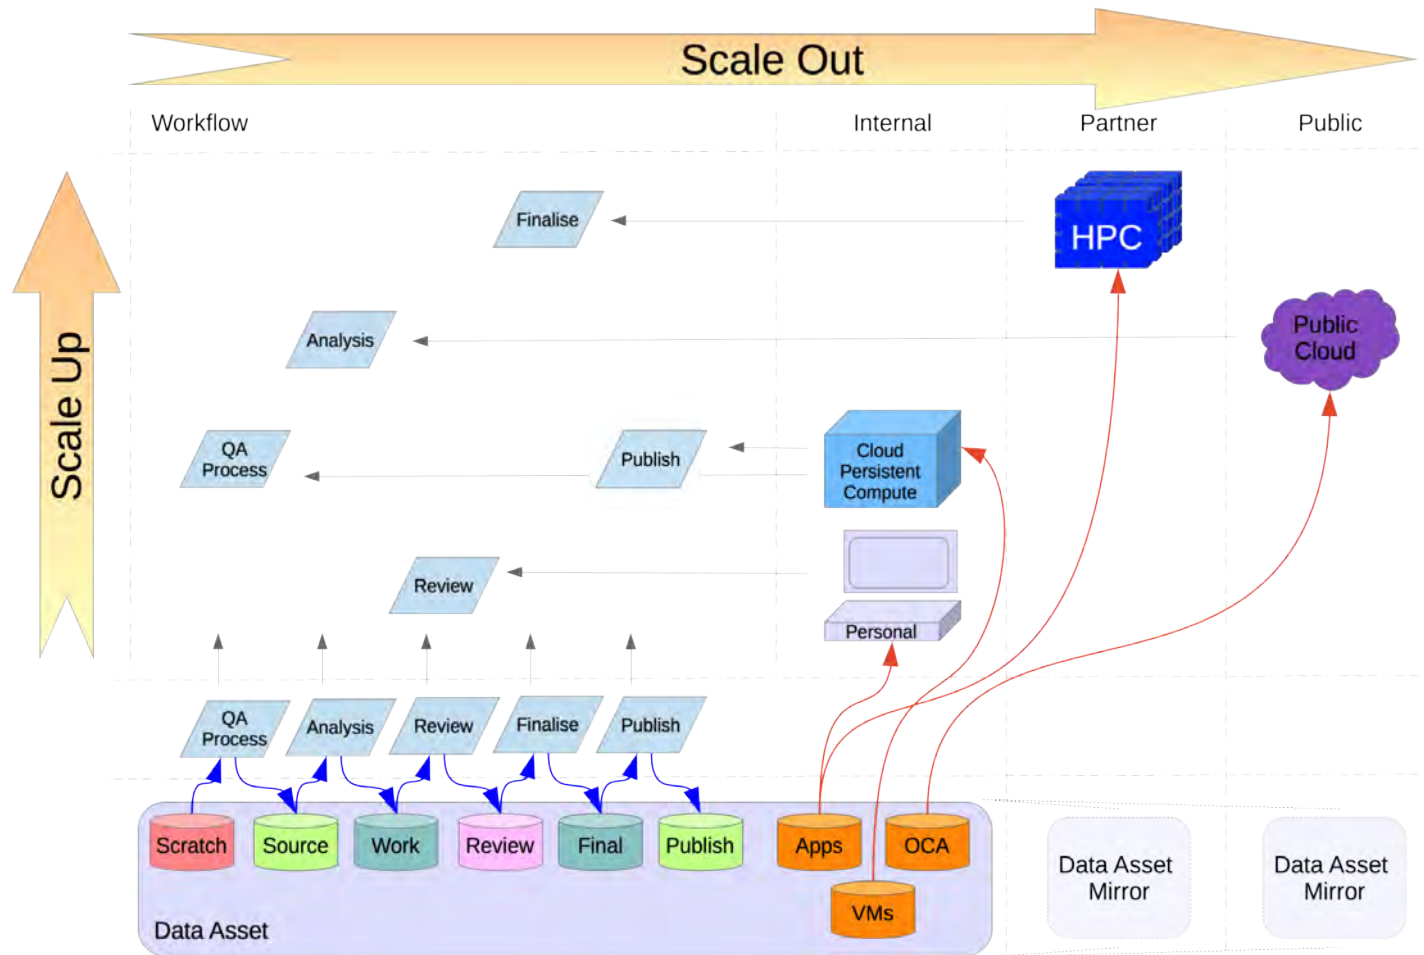 Scale Out
Workflow
Internal
Partner
Public
Scale Up
Finalise
HPC
Analysis
Public
Cloud
QA
Process
Publish
Cloud
Persistent
Compute
Review
Personal
QA
Process
Analysis
Review
Finalise
Publish
Scratch
Source
Work
Review
Final
Publish
Apps
OCA
VMs
Data Asset
Data Asset
Mirror
Data Asset
Mirror